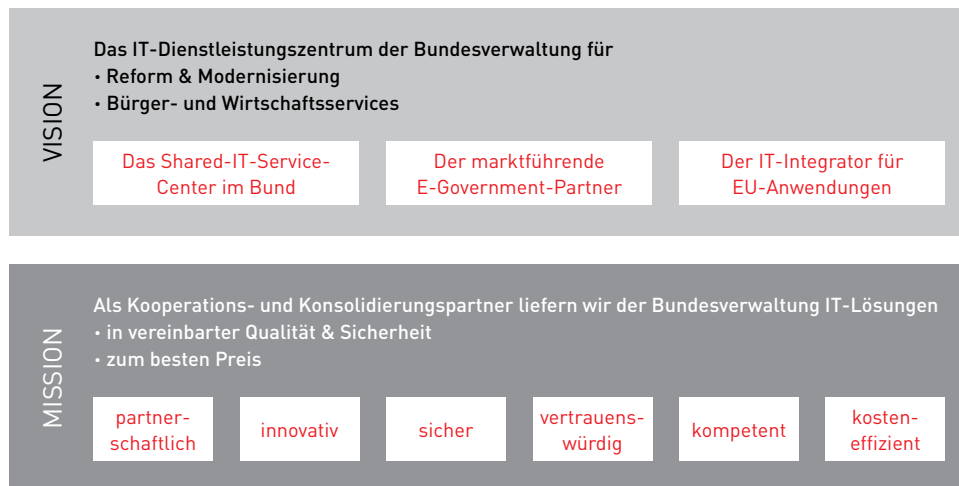 VISION
Das IT-Dienstleistungszentrum der Bundesverwaltung für
• Reform & Modernisierung
• Bürger- und Wirtschaftsservices
Das Shared-IT-Service-
Center im Bund
Der marktführende
E-Government-Partner
Der IT-Integrator für
EU-Anwendungen
MISSION
Als Kooperations- und Konsolidierungspartner liefern wir der Bundesverwaltung IT-Lösungen
• in vereinbarter Qualität & Sicherheit
• zum besten Preis
partner-
schaftlich
innovativ
sicher
vertrauens-
würdig
kompetent
kosten-
effizient